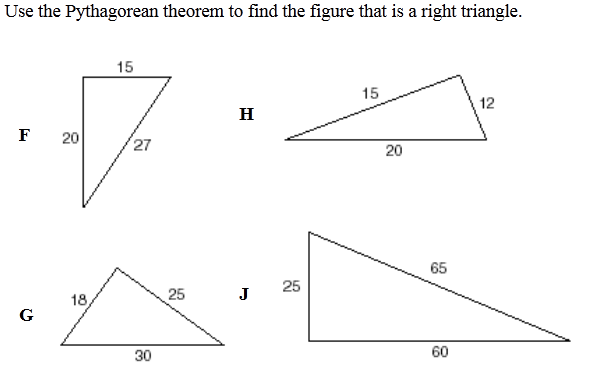 Use the Pythagorean theorem to find the figure that is a right triangle.
F
15
20
27
H
15
12
20
G
18
25
30
J
25
65
60